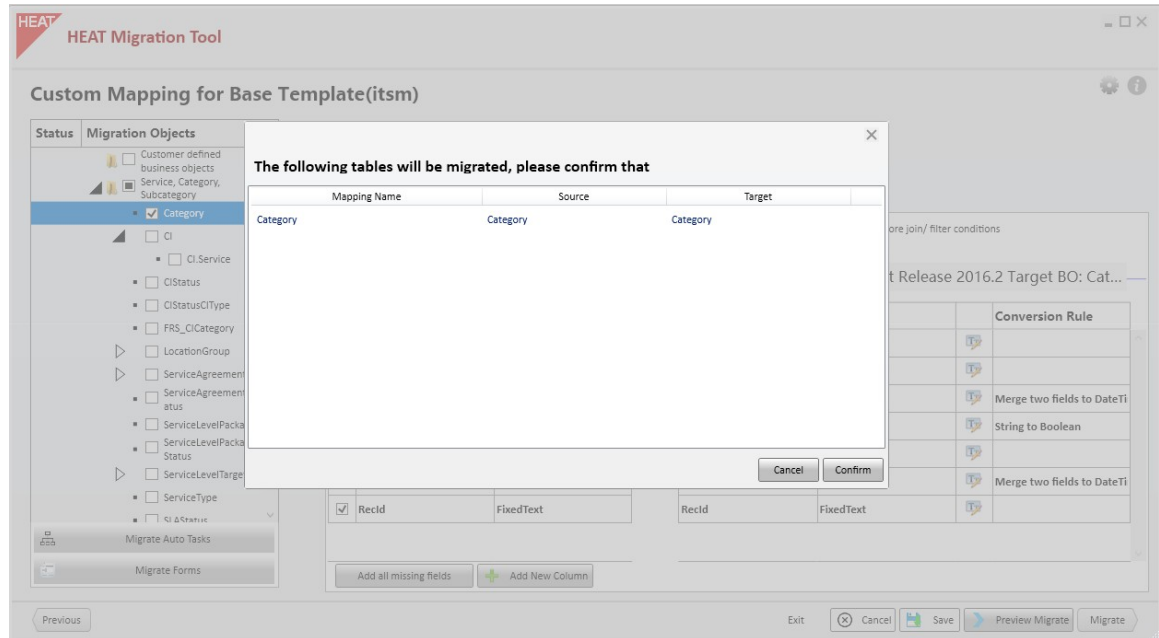 HEAT
HEAT Migration Tool
Custom Mapping for Base Template(itsm)
Status Migration Objects
Customer defined
business objects
Service, Category,
Subcategory
Category
CI
CI.Service
CIStatus
CIStatusCIType
FRS_CICategory
LocationGroup
ServiceAgreement
ServiceAgreement
atus
ServiceLevelPacka
ServiceLevelPacka
Status
ServiceLevelTarge
ServiceType
SLAStatus
Migrate Auto Tasks
Migrate Forms
The following tables will be migrated, please confirm that
Mapping Name Source Target
Category Category Category
Cancel Confirm
ore join/ filter conditions
t Release 2016.2 Target BO: Cat...
Conversion Rule
Merge two fields to DateTi
String to Boolean
Merge two fields to DateTi
RecId FixedText RecId FixedText
Add all missing fields Add New Column
Previous Exit Cancel Save Preview Migrate Migrate